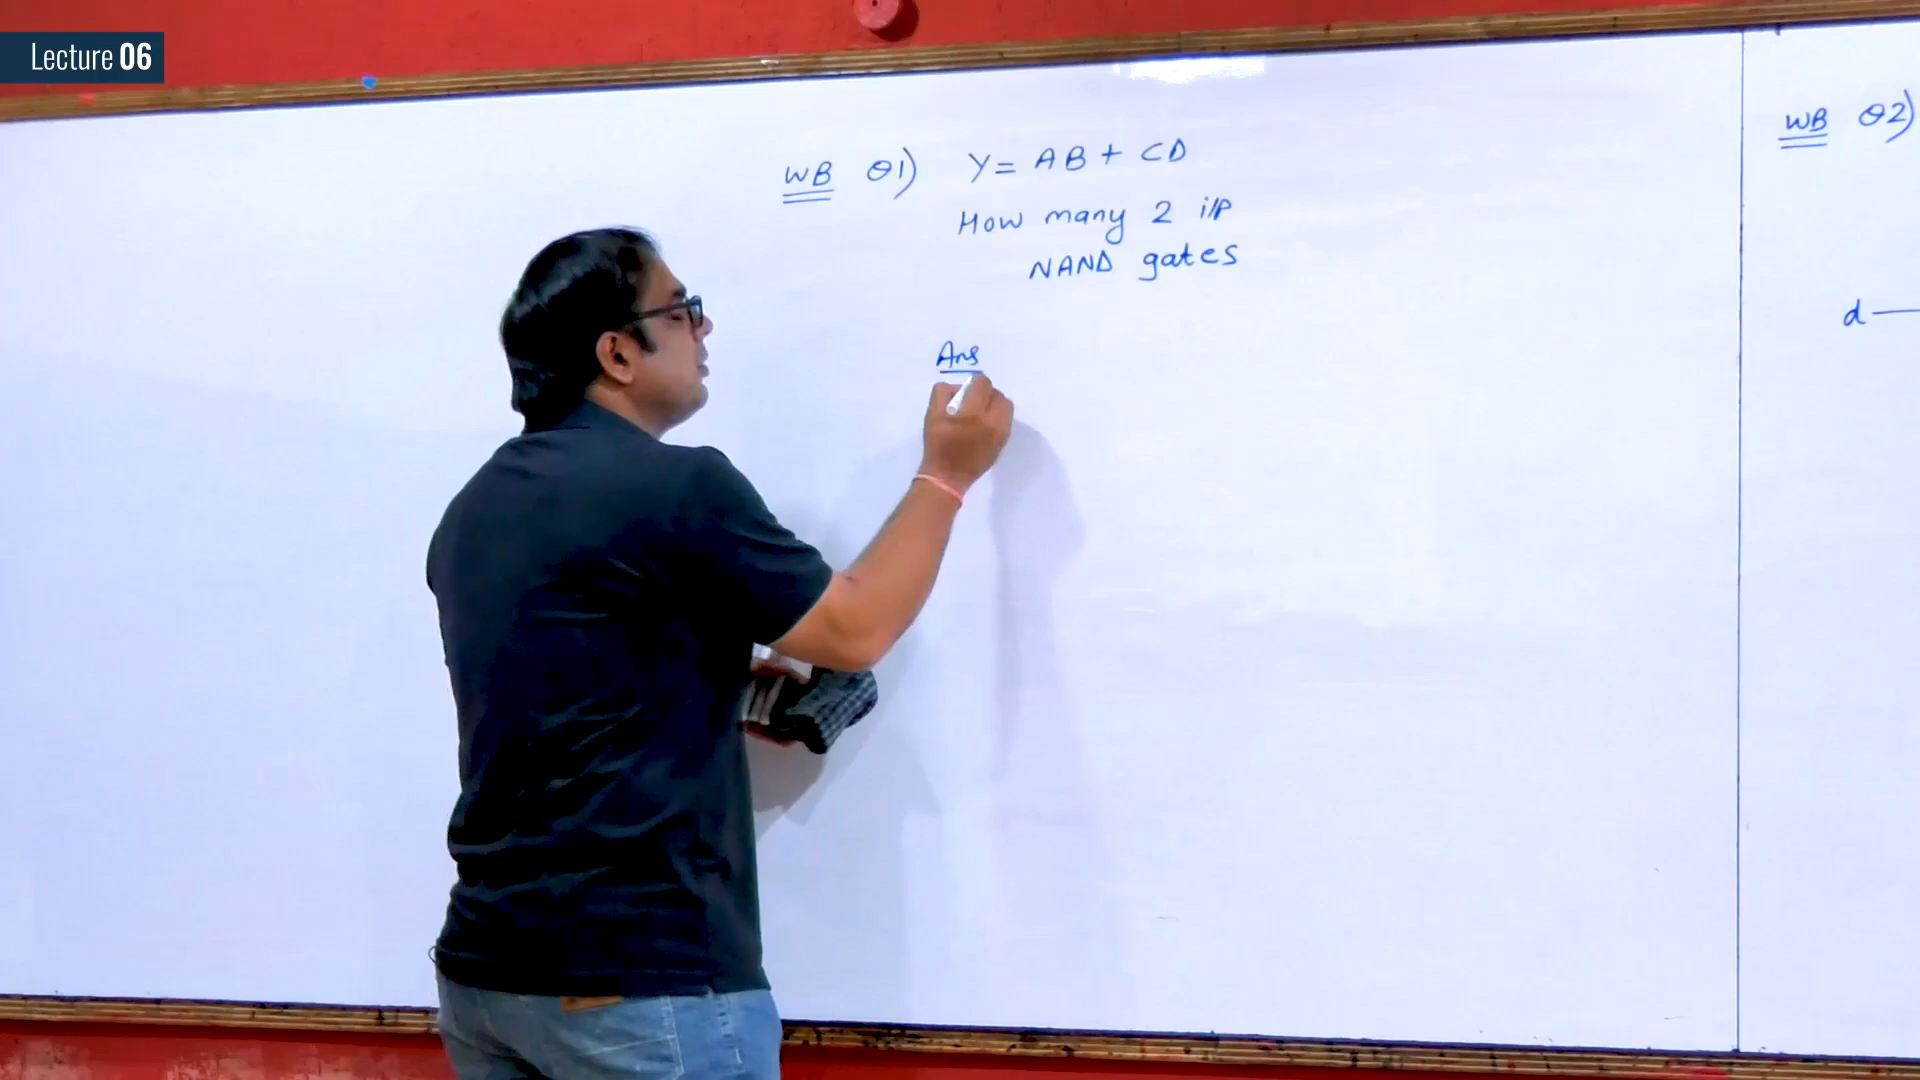 Lecture 06
WB Q1) Y = AB + CD
How many 2 i/p
NAND gates
Ans
WB Q2)
d